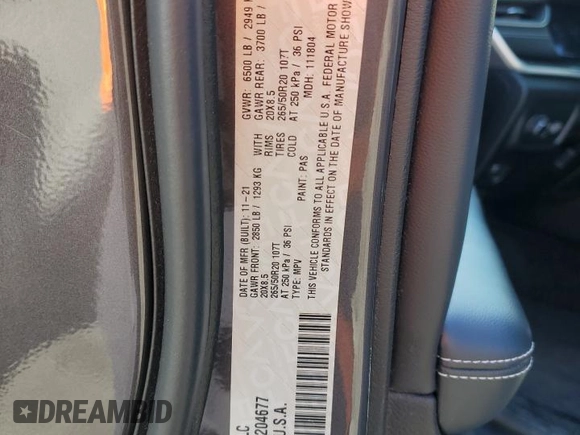 DATE OF MFR (BUILT): 11-21 GVWR: 6500 LB / 2949
GAWR FRONT: 2850 LB / 1293 KG WITH GAWR REAR: 3700 LB /
20X8.5 RIMS 20X8.5
265/50R20 107T TIRES 265/50R20 107T
AT 250 kPa / 36 PSI COLD AT 250 kPa / 36 PSI
TYPE: MPV PAINT: PAS MDH: 111804
THIS VEHICLE CONFORMS TO ALL APPLICABLE U.S.A. FEDERAL MOTOR
STANDARDS IN EFFECT ON THE DATE OF MANUFACTURE SHOW
LC
204677
U.S.A.
DREAMBID